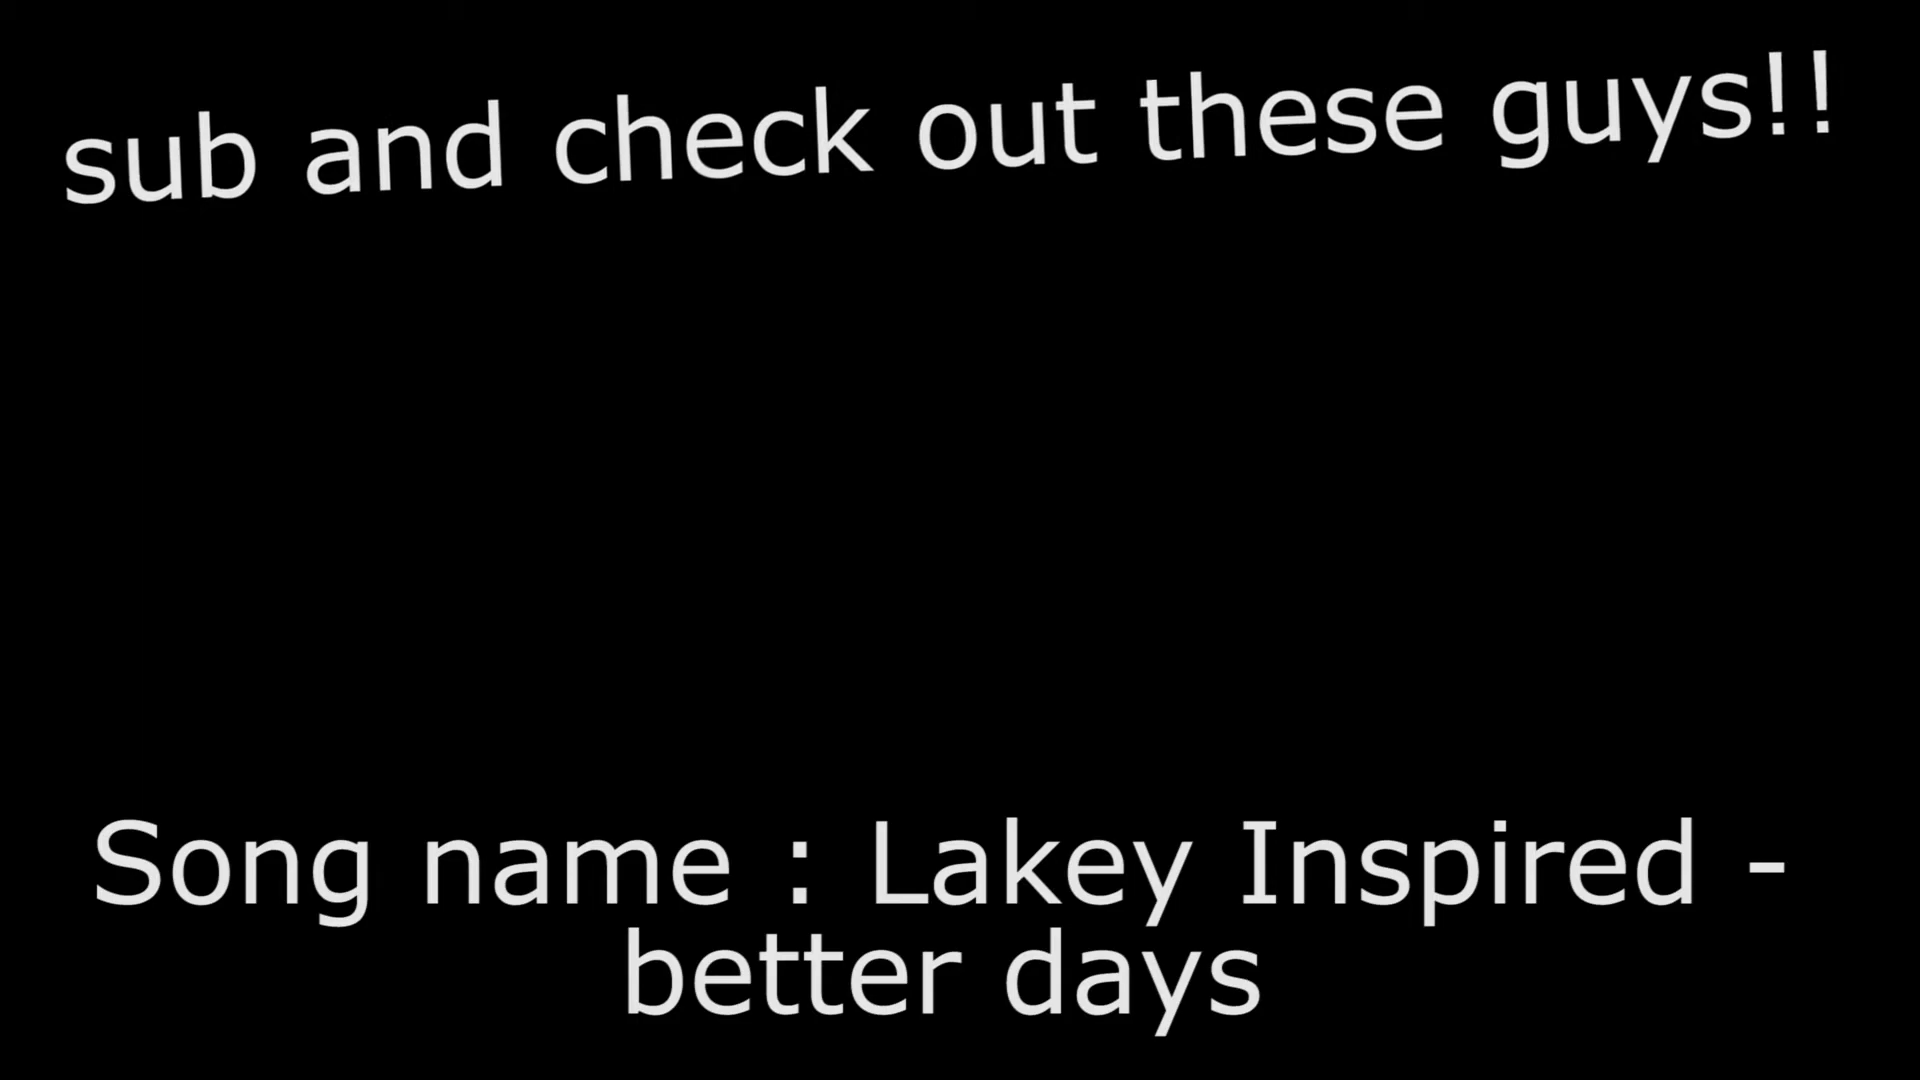 sub and check out these guys!!
Song name : Lakey Inspired -
better days